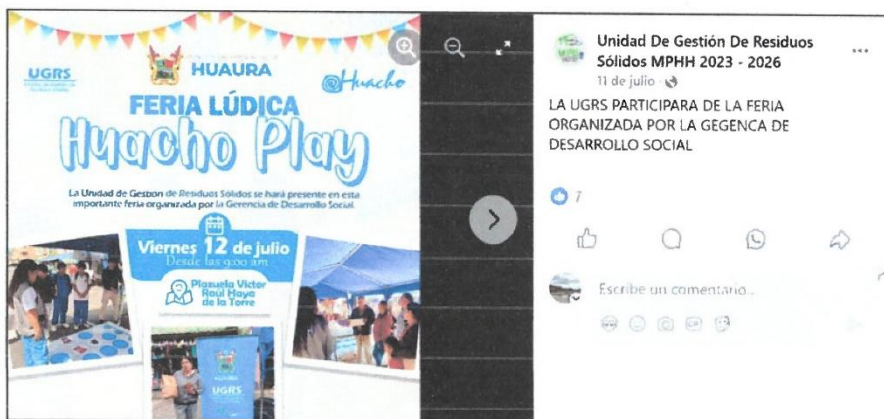 UGRS
HUAURA
@Huacho
FERIA LÚDICA
Huacho Play
La Unidad de Gestion de Residuos Sólidos se hará presente en esta
importante feria organizada por la Gerencia de Desarrollo Social.
Viernes 12 de julio
Desde las 9:00 am
Plazuela Victor
Raúl Haya
de la Torre
HUAURA
UGRS
Unidad De Gestión De Residuos
Sólidos MPHH 2023 - 2026
11 de julio
LA UGRS PARTICIPARA DE LA FERIA
ORGANIZADA POR LA GEGENCA DE
DESARROLLO SOCIAL
7
Escribe un comentario...